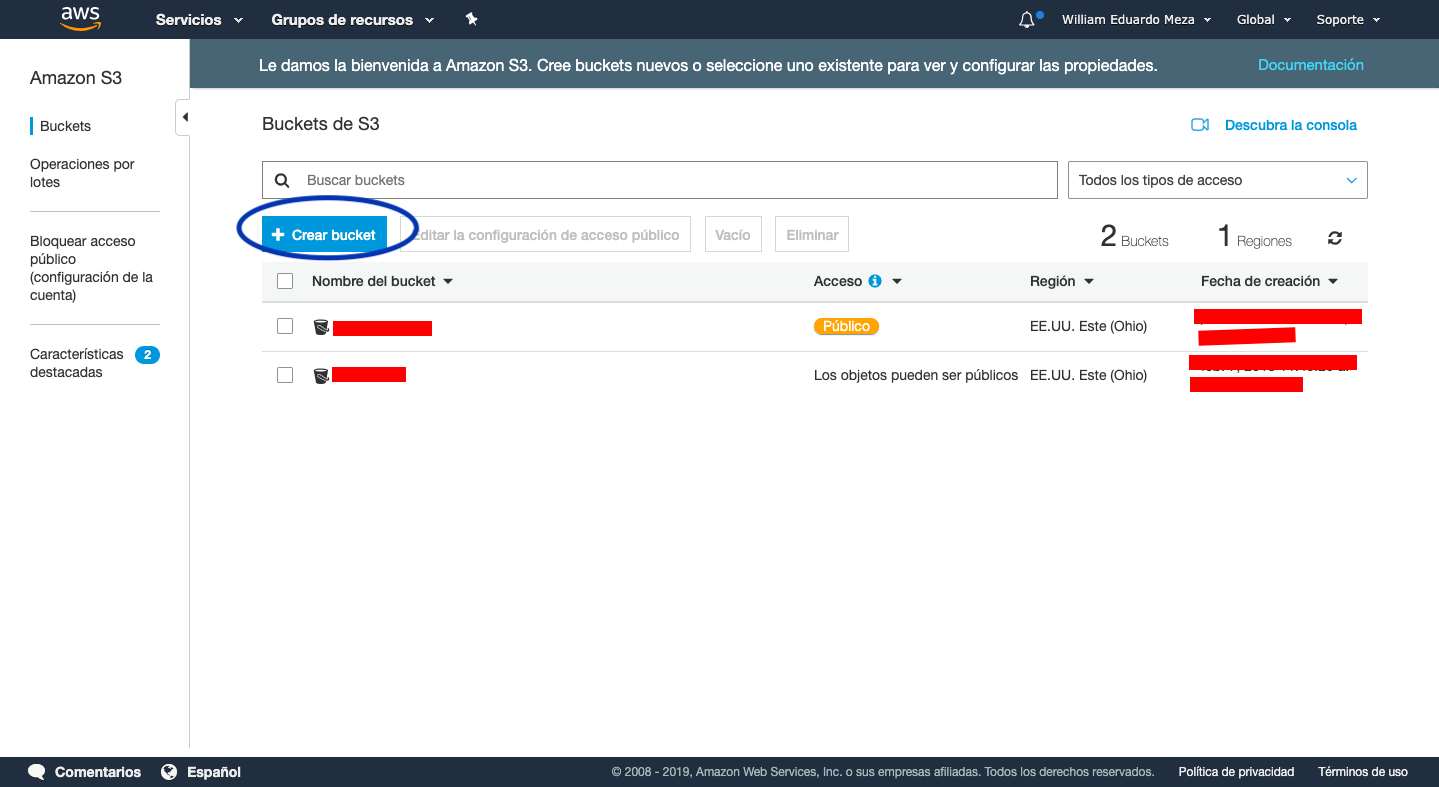 aws Servicios Grupos de recursos William Eduardo Meza Global Soporte
Amazon S3
Le damos la bienvenida a Amazon S3. Cree buckets nuevos o seleccione uno existente para ver y configurar las propiedades. Documentación
Buckets
Operaciones por
lotes
Bloquear acceso
público
(configuración de la
cuenta)
Características 2
destacadas
Buckets de S3 Descubra la consola
Buscar buckets Todos los tipos de acceso
Crear bucket Editar la configuración de acceso público Vacío Eliminar 2 Buckets 1 Regiones
Nombre del bucket Acceso Región Fecha de creación
Público EE.UU. Este (Ohio)
Los objetos pueden ser públicos EE.UU. Este (Ohio)
Comentarios Español © 2008 - 2019, Amazon Web Services, Inc. o sus empresas afiliadas. Todos los derechos reservados. Política de privacidad Términos de uso